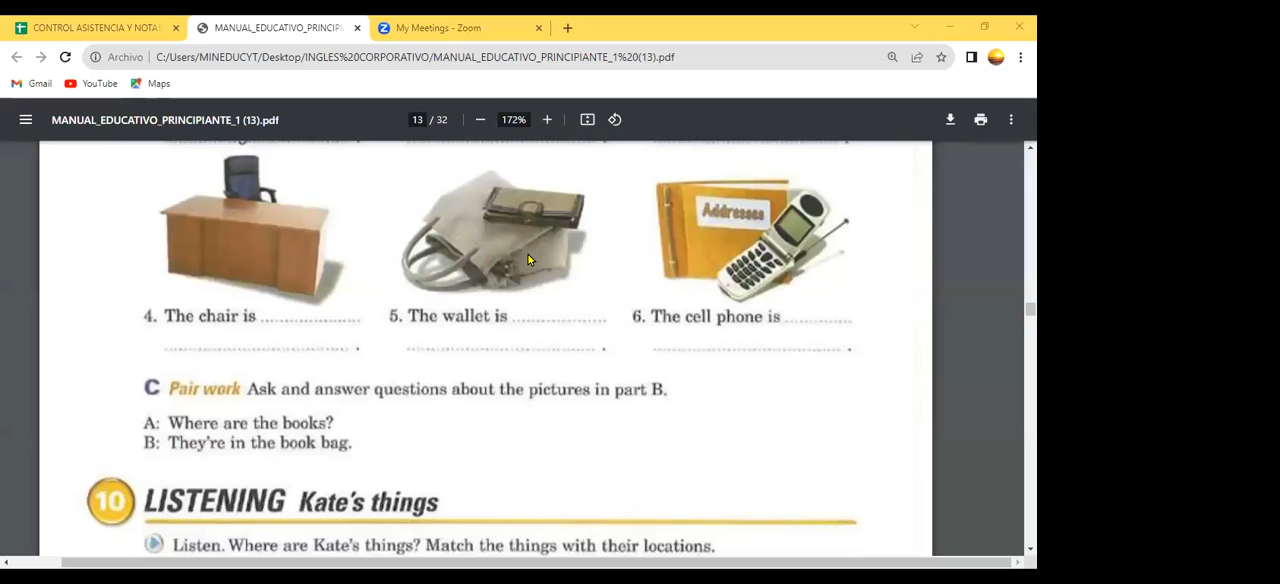 CONTROL ASISTENCIA Y NOTAS
MANUAL_EDUCATIVO_PRINCIPI
My Meetings - Zoom
Archivo
C:/Users/MINEDUCYT/Desktop/INGLES%20CORPORATIVO/MANUAL_EDUCATIVO_PRINCIPIANTE_1%20(13).pdf
Gmail
YouTube
Maps
MANUAL_EDUCATIVO_PRINCIPIANTE_1 (13).pdf
13 / 32
172%
Addresses
4. The chair is ......................
5. The wallet is ......................
6. The cell phone is ................
C Pair work Ask and answer questions about the pictures in part B.
A: Where are the books?
B: They're in the book bag.
10 LISTENING Kate's things
Listen. Where are Kate's things? Match the things with their locations.